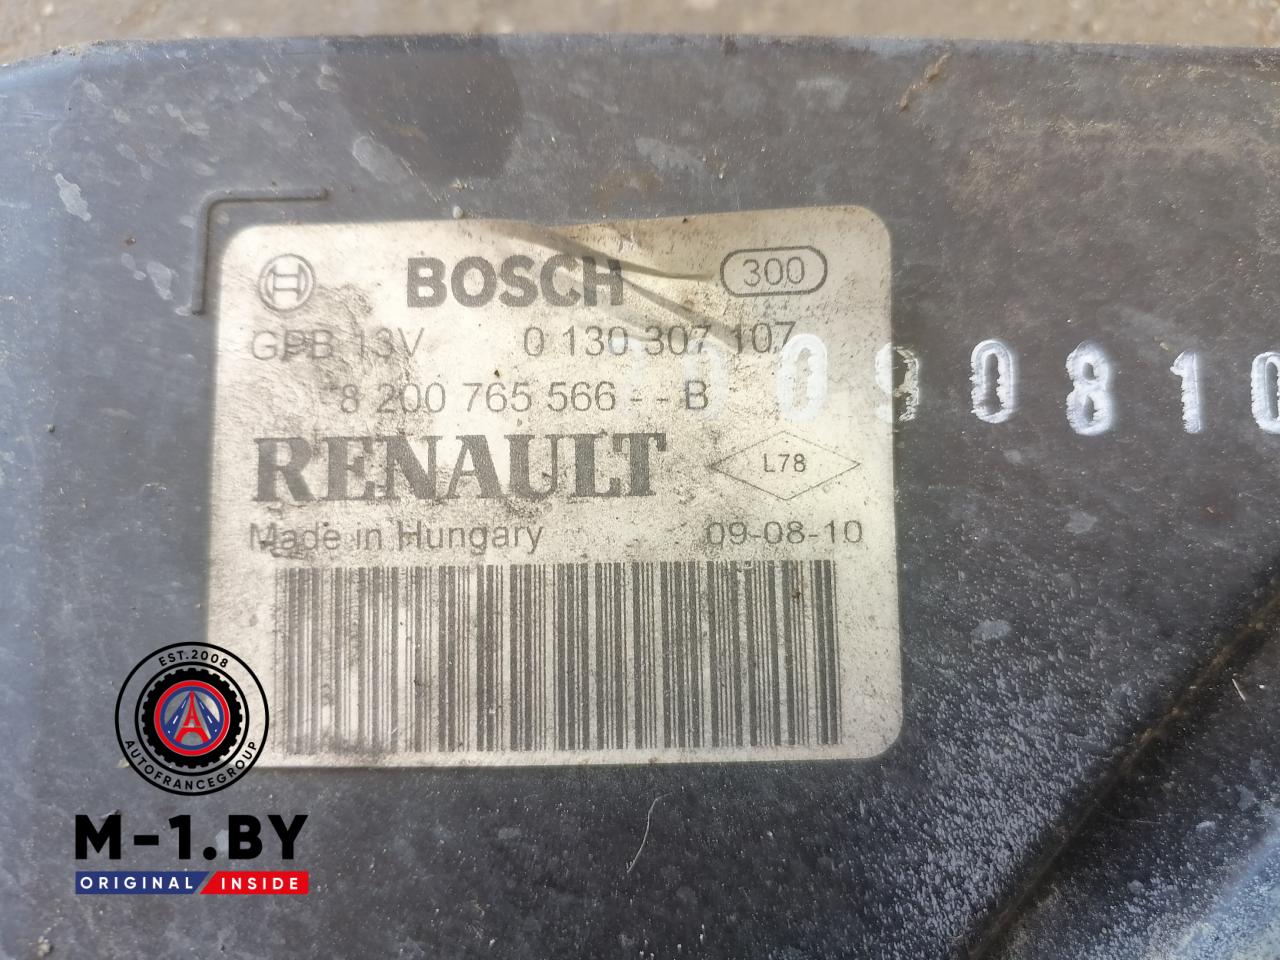 BOSCH 300
GPB 13V 0 130 307 107
8 200 765 566 - - B
090810
RENAULT L78
Made in Hungary 09-08-10
EST.2008
AUTOFRANCEGROUP
M-1.BY
ORIGINAL INSIDE